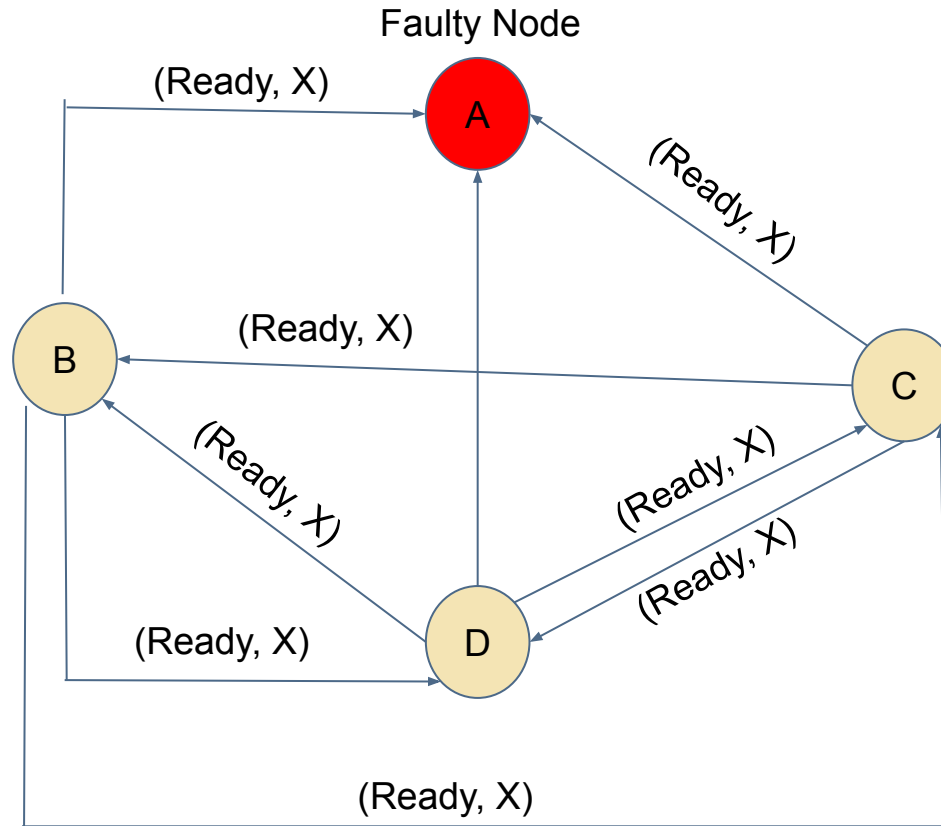 Faulty Node
(Ready, X)
A
(Ready, X)
(Ready, X)
B
C
(Ready, X)
(Ready, X)
(Ready, X)
(Ready, X)
D
(Ready, X)